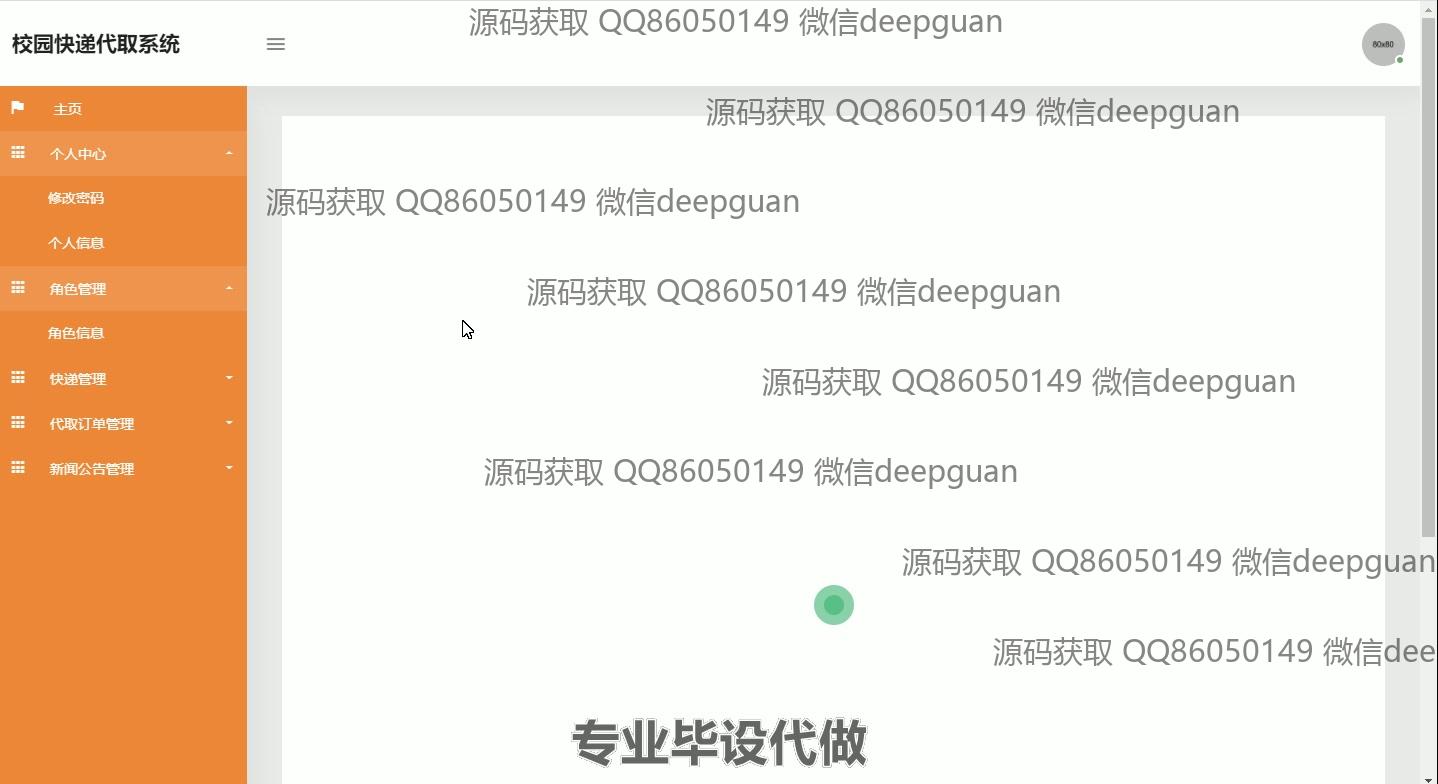 源码获取 QQ86050149 微信deepguan
校园快递代取系统
60x60
主页
源码获取 QQ86050149 微信deepguan
个人中心
修改密码
源码获取 QQ86050149 微信deepguan
个人信息
角色管理
源码获取 QQ86050149 微信deepguan
角色信息
快递管理
源码获取 QQ86050149 微信deepguan
代取订单管理
新闻公告管理
源码获取 QQ86050149 微信deepguan
源码获取 QQ86050149 微信deepguan
源码获取 QQ86050149 微信dee
专业毕设代做